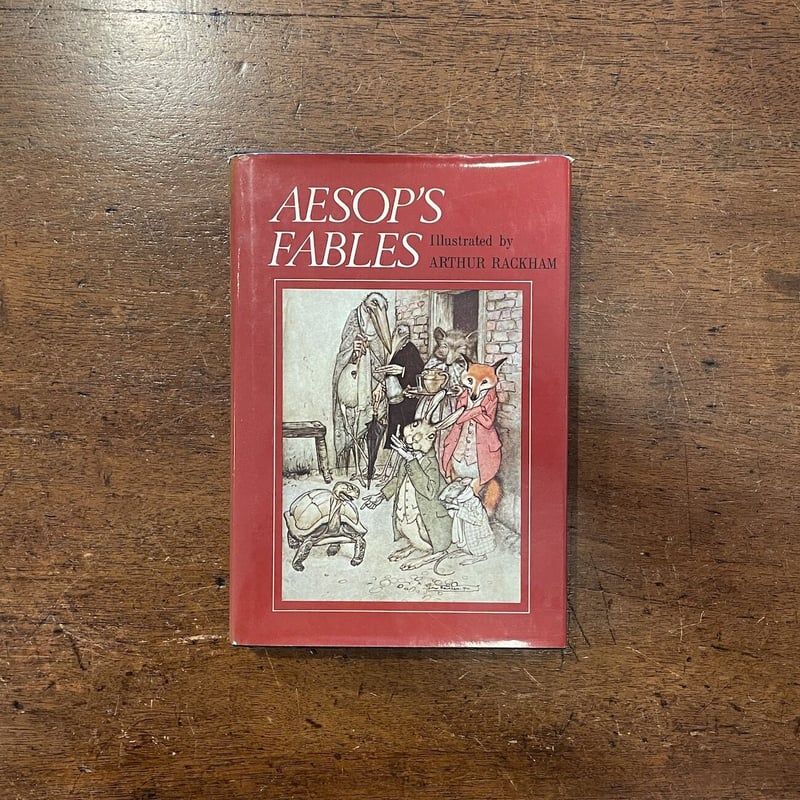 AESOP'S
FABLES
Illustrated by
ARTHUR RACKHAM